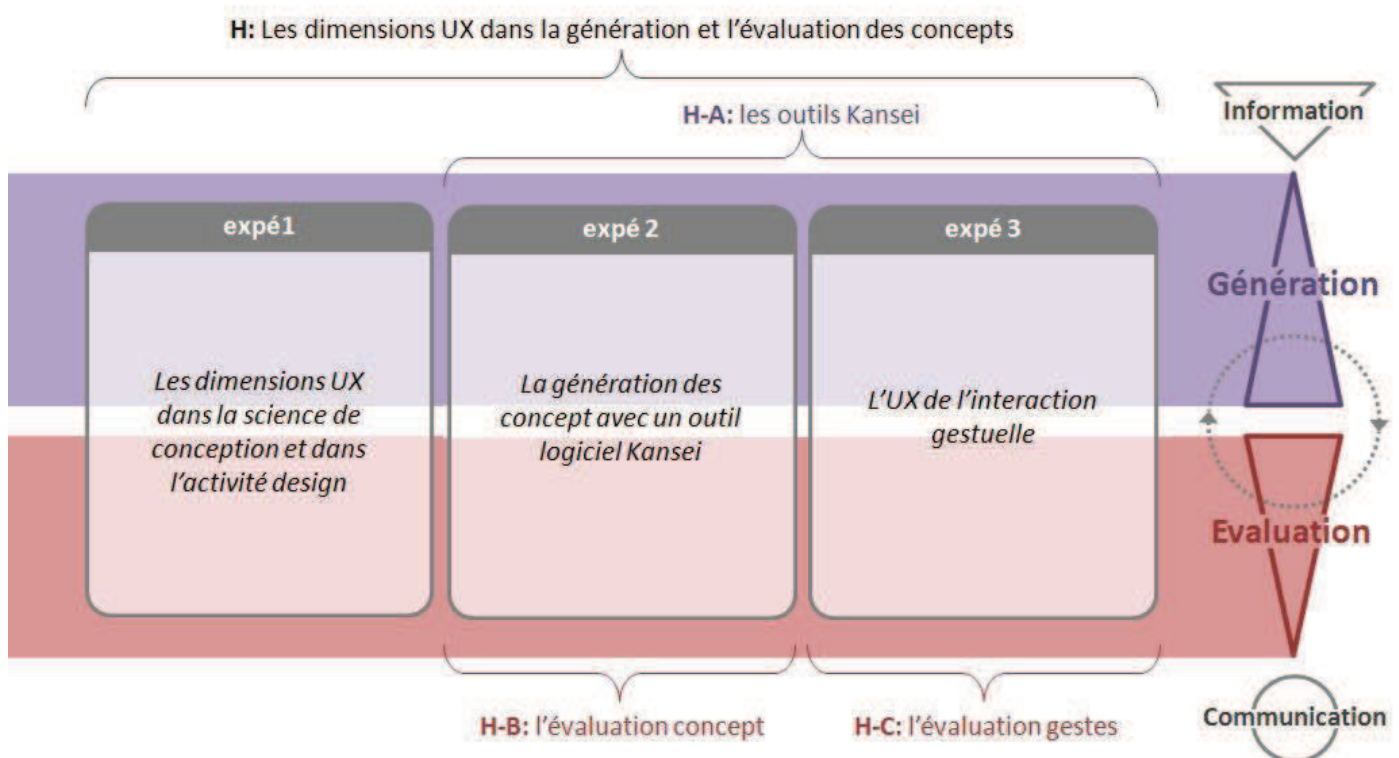 H: Les dimensions UX dans la génération et l'évaluation des concepts
H-A: les outils Kansei
Information
expé1
expé 2
expé 3
Génération
Les dimensions UX
dans la science de
conception et dans
l'activité design
La génération des
concept avec un outil
logiciel Kansei
L'UX de l'interaction
gestuelle
Evaluation
H-B: l'évaluation concept
H-C: l'évaluation gestes
Communication